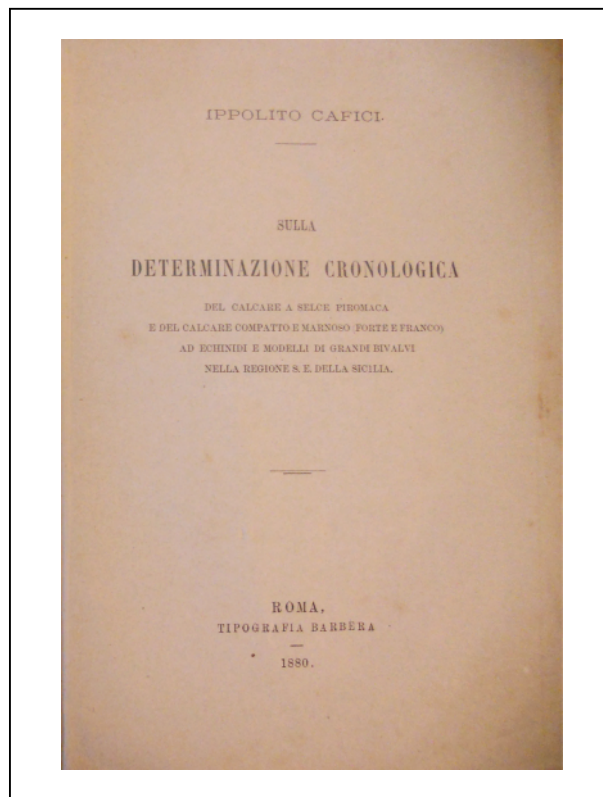 IPPOLITO CAFICI.
SULLA
DETERMINAZIONE CRONOLOGICA
DEL CALCARE A SELCE PIROMACA
E DEL CALCARE COMPATTO E MARNOSO (FORTE E FRANCO)
AD ECHINIDI E MODELLI DI GRANDI BIVALVI
NELLA REGIONE S. E. DELLA SICILIA.
ROMA,
TIPOGRAFIA BARBÈRA
1880.